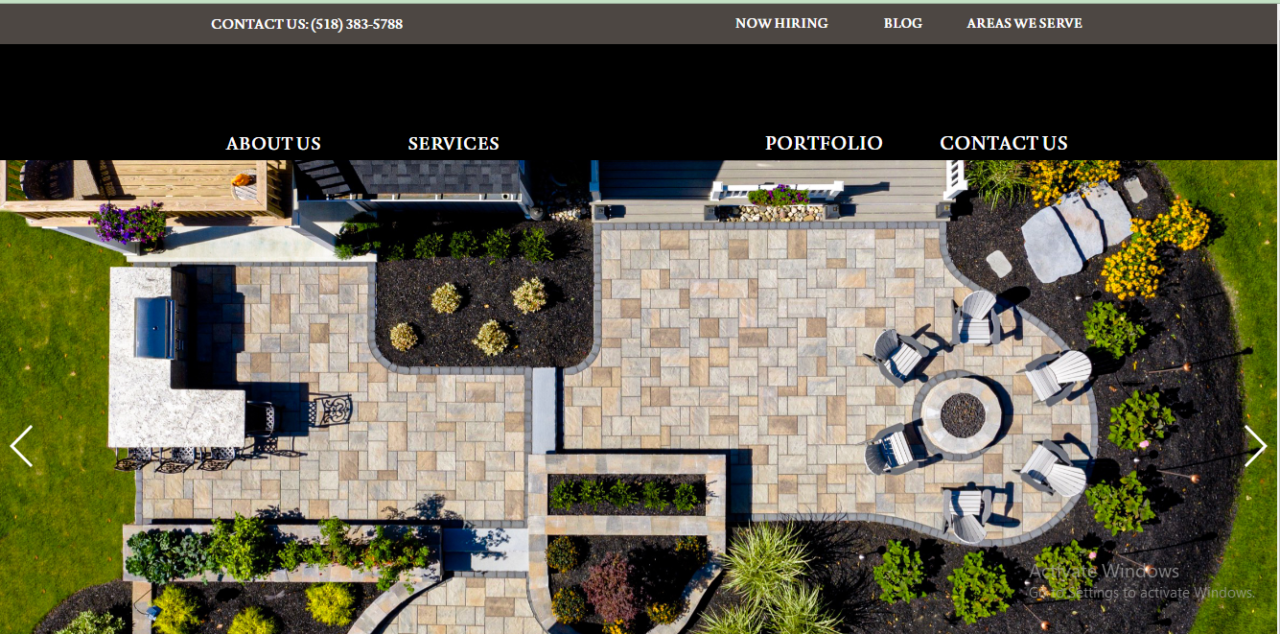 CONTACT US: (518) 383-5788 NOW HIRING BLOG AREAS WE SERVE
ABOUT US SERVICES PORTFOLIO CONTACT US
Activate Windows
Go to Settings to activate Windows.